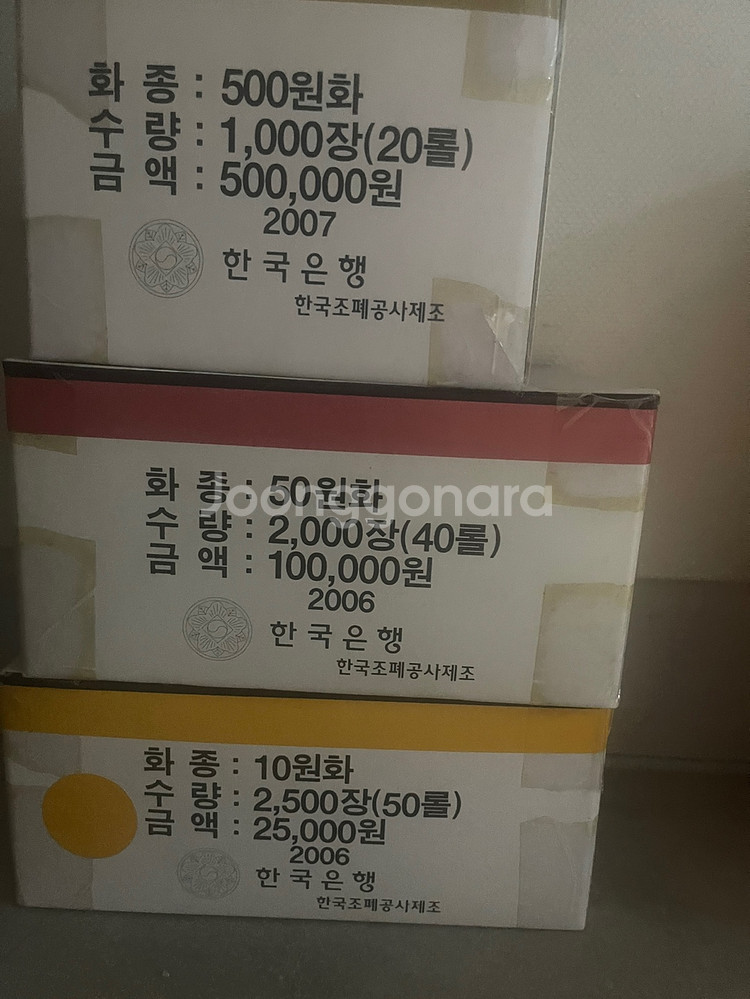 화 종 : 500원화
수 량 : 1,000장(20롤)
금 액 : 500,000원
2007
한국은행
한국조폐공사제조
화 종 : 50원화
Joonggonara
수 량 : 2,000장(40롤)
금 액 : 100,000원
2006
한국은행
한국조폐공사제조
화 종 : 10원화
수 량 : 2,500장(50롤)
금 액 : 25,000원
2006
한국은행
한국조폐공사제조